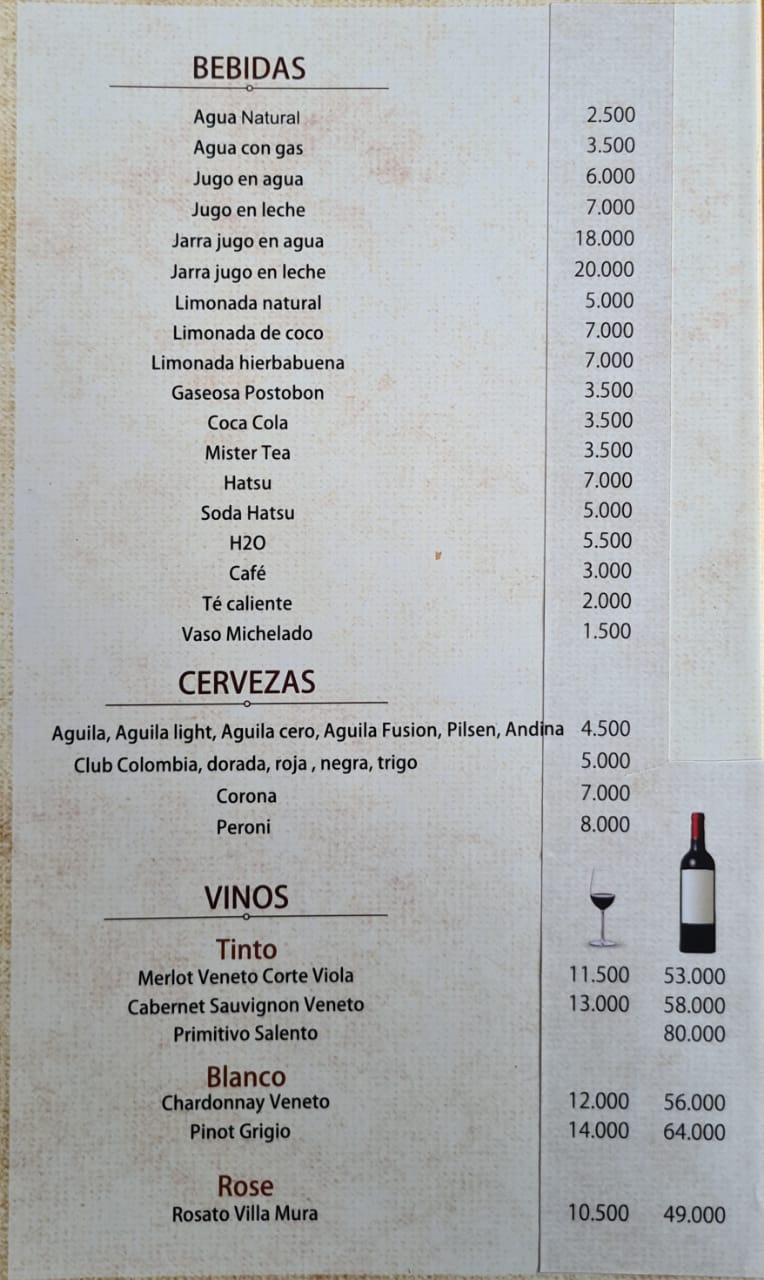 BEBIDAS
Agua Natural 2.500
Agua con gas 3.500
Jugo en agua 6.000
Jugo en leche 7.000
Jarra jugo en agua 18.000
Jarra jugo en leche 20.000
Limonada natural 5.000
Limonada de coco 7.000
Limonada hierbabuena 7.000
Gaseosa Postobon 3.500
Coca Cola 3.500
Mister Tea 3.500
Hatsu 7.000
Soda Hatsu 5.000
H2O 5.500
Café 3.000
Té caliente 2.000
Vaso Michelado 1.500
CERVEZAS
Aguila, Aguila light, Aguila cero, Aguila Fusion, Pilsen, Andina 4.500
Club Colombia, dorada, roja , negra, trigo 5.000
Corona 7.000
Peroni 8.000
VINOS
Tinto
Merlot Veneto Corte Viola 11.500 53.000
Cabernet Sauvignon Veneto 13.000 58.000
Primitivo Salento 80.000
Blanco
Chardonnay Veneto 12.000 56.000
Pinot Grigio 14.000 64.000
Rose
Rosato Villa Mura 10.500 49.000